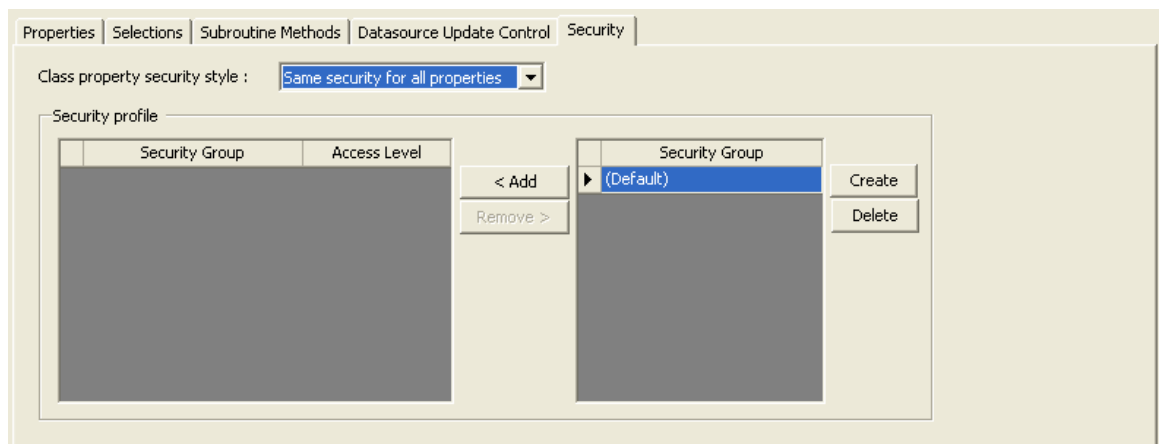 Properties Selections Subroutine Methods Datasource Update Control Security
Class property security style : Same security for all properties
Security profile
Security Group Access Level Security Group
< Add (Default) Create
Remove > Delete